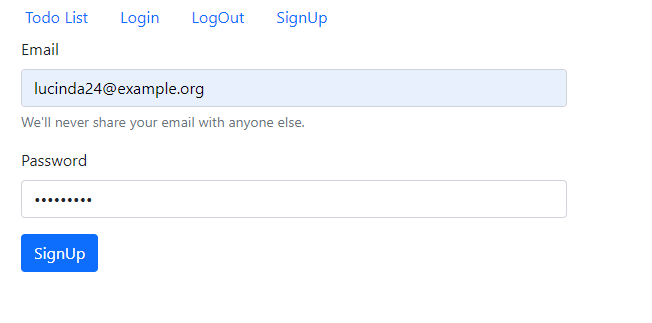 Todo List Login LogOut SignUp
Email
lucinda24@example.org
We'll never share your email with anyone else.
Password
•••••••••
SignUp